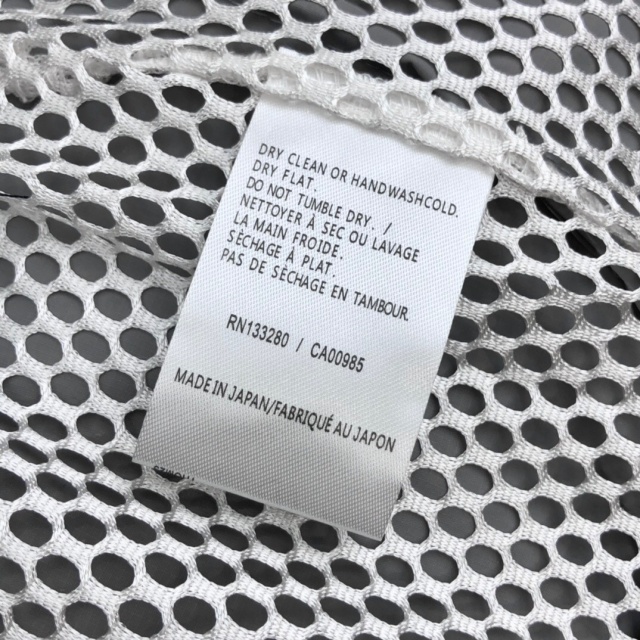 DRY CLEAN OR HANDWASHCOLD.
DRY FLAT.
DO NOT TUMBLE DRY. /
NETTOYER À SEC OU LAVAGE
LA MAIN FROIDE.
SÉCHAGE À PLAT.
PAS DE SÉCHAGE EN TAMBOUR.
RN133280 / CA00985
MADE IN JAPAN/FABRIQUÉ AU JAPON